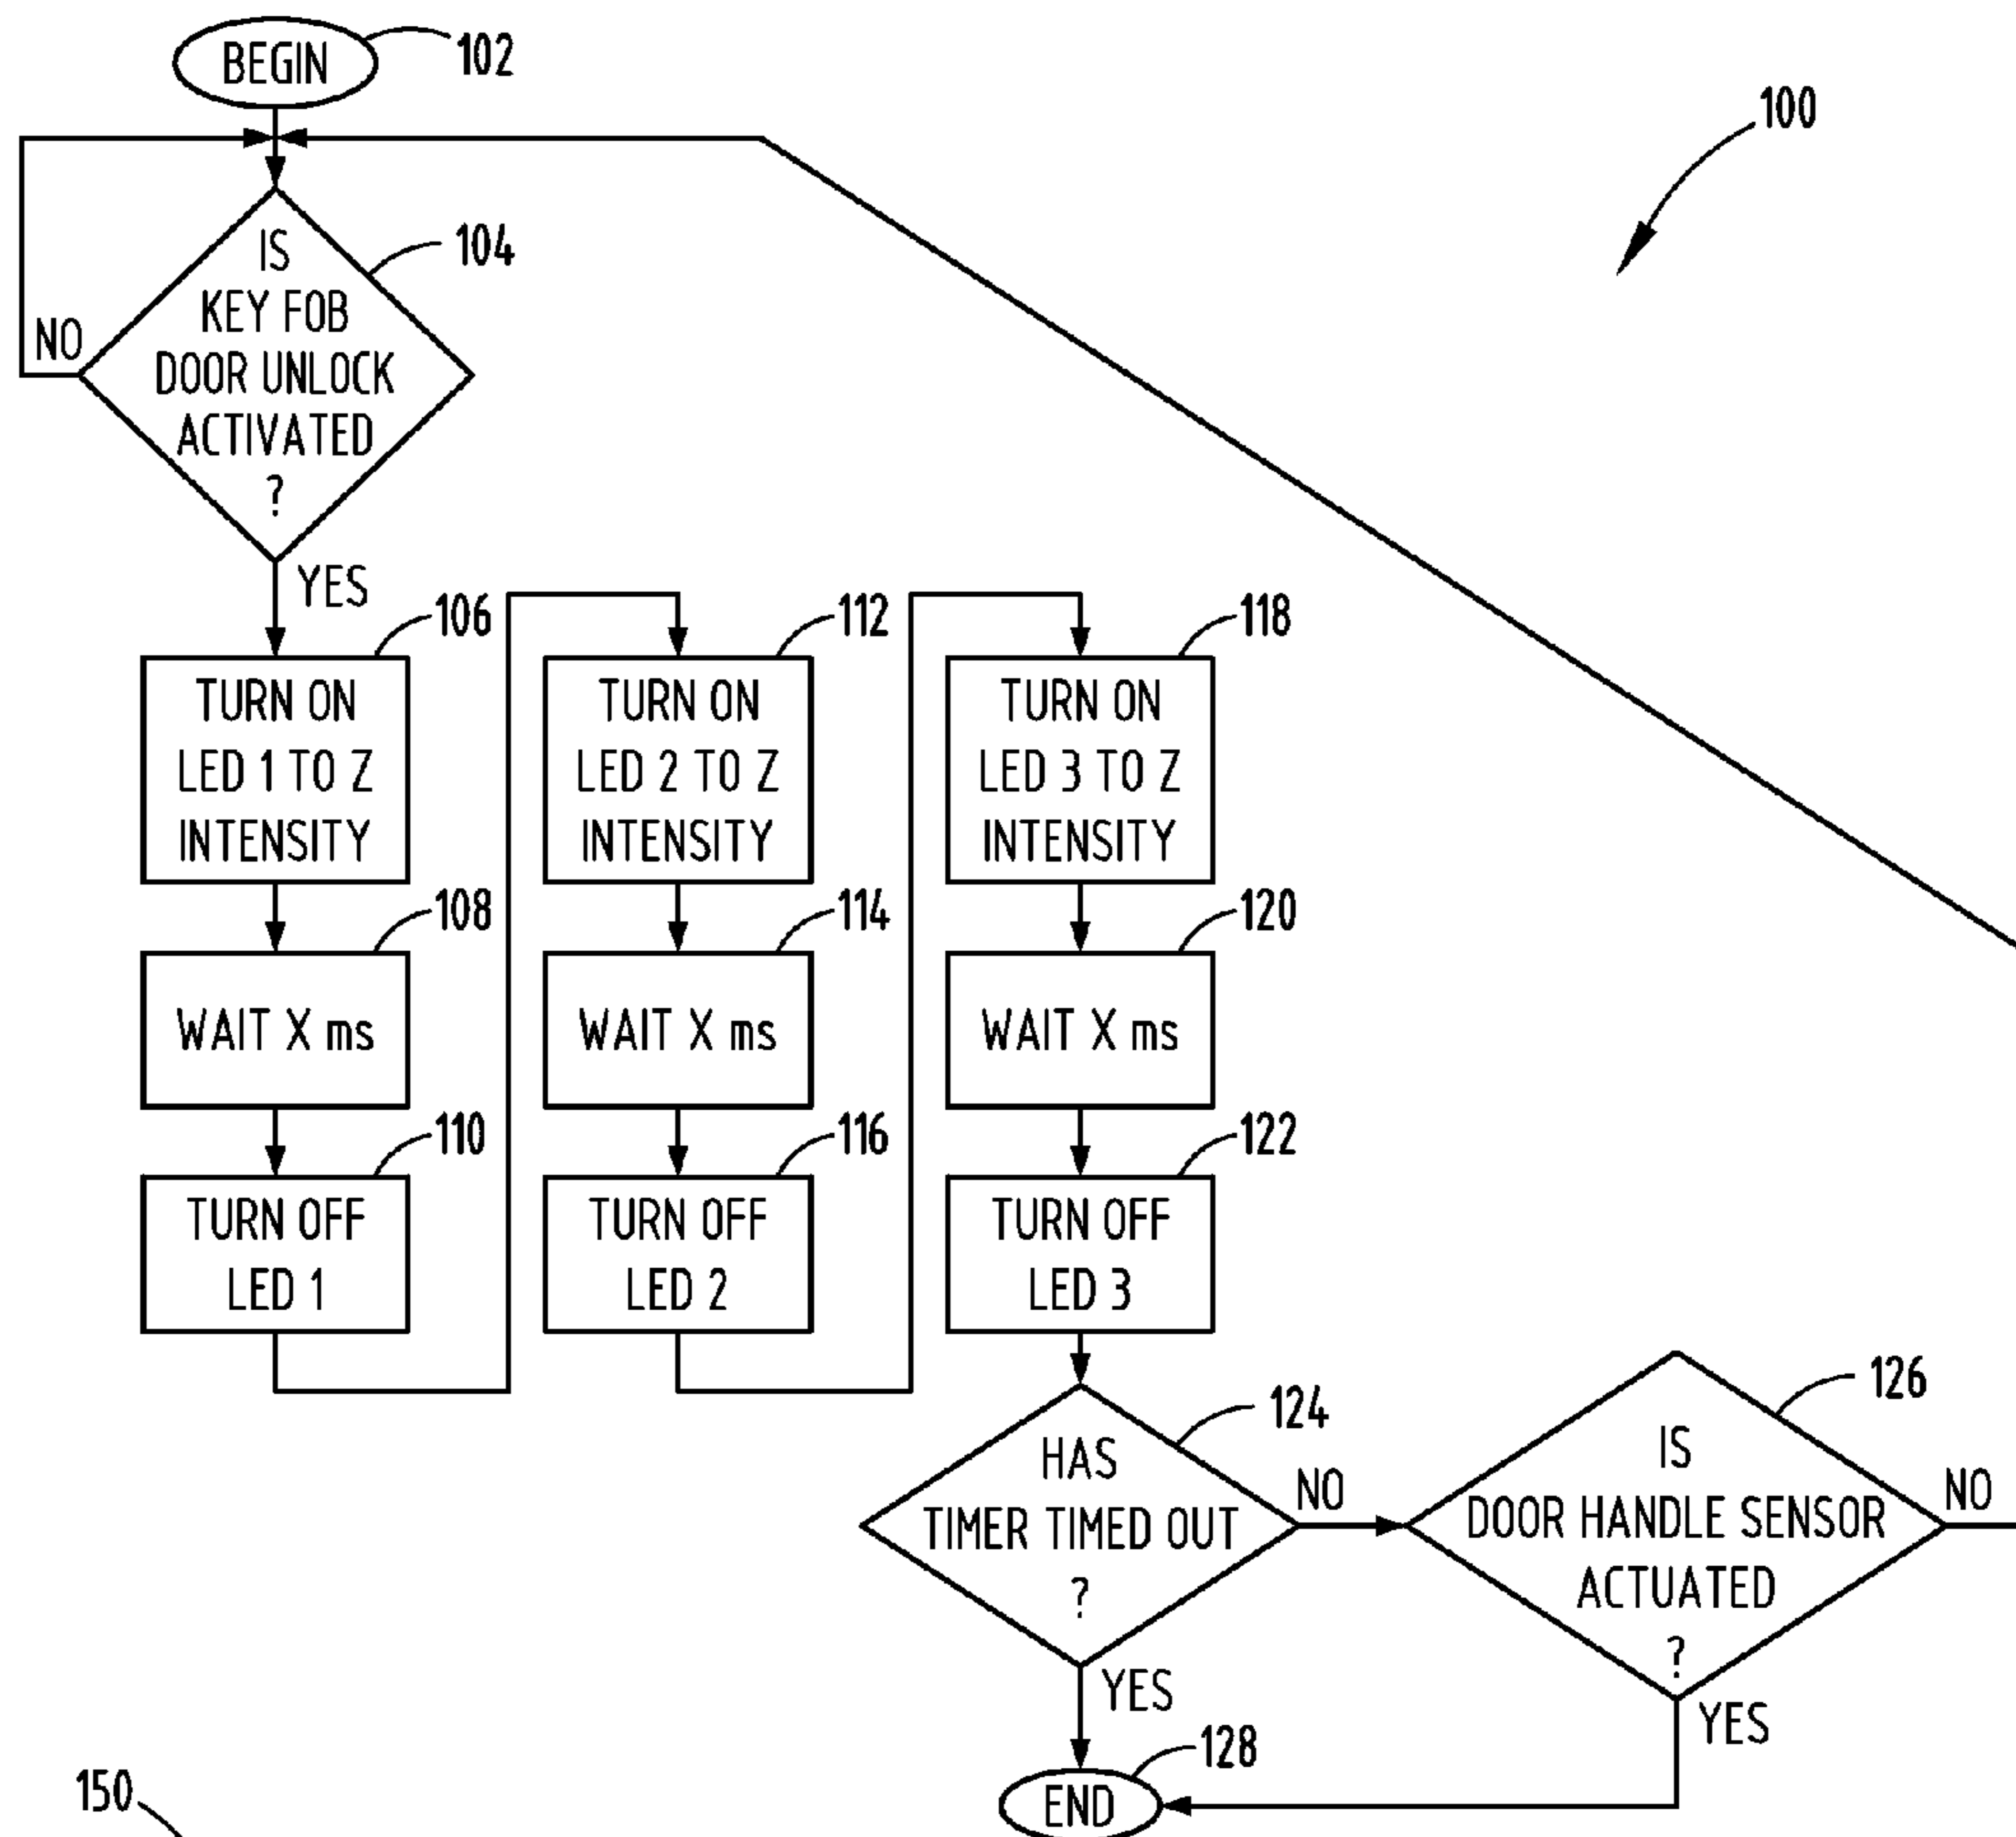 BEGIN
102
100
IS
KEY FOB
DOOR UNLOCK
ACTIVATED
?
104
NO
YES
106
TURN ON
LED 1 TO Z
INTENSITY
108
WAIT X ms
110
TURN OFF
LED 1
112
TURN ON
LED 2 TO Z
INTENSITY
114
WAIT X ms
116
TURN OFF
LED 2
118
TURN ON
LED 3 TO Z
INTENSITY
120
WAIT X ms
122
TURN OFF
LED 3
124
HAS
TIMER TIMED OUT
?
NO
YES
126
IS
DOOR HANDLE SENSOR
ACTUATED
?
NO
YES
128
END
150